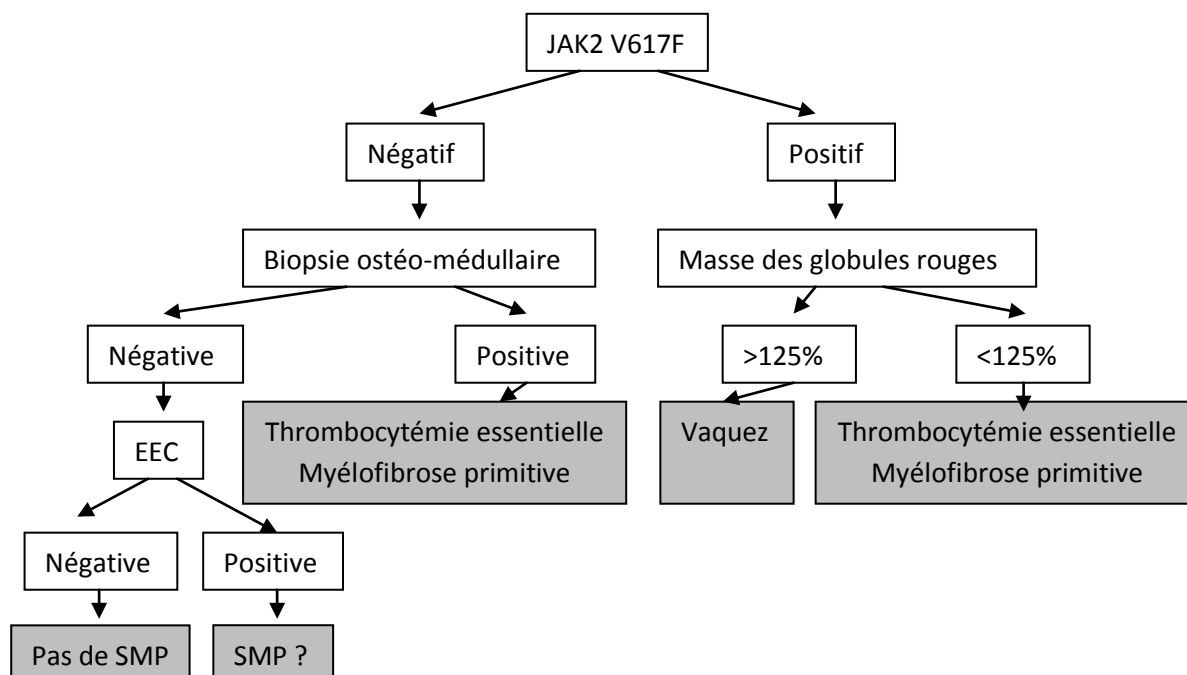 JAK2 V617F
Négatif
Positif
Biopsie ostéo-médullaire
Masse des globules rouges
Négative
Positive
>125%
<125%
EEC
Thrombocytémie essentielle
Myélofibrose primitive
Vaquez
Thrombocytémie essentielle
Myélofibrose primitive
Négative
Positive
Pas de SMP
SMP ?